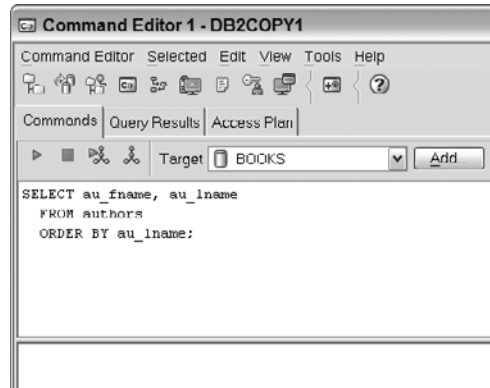 Command Editor 1 - DB2COPY1
Command Editor Selected Edit View Tools Help
Commands Query Results Access Plan
Target BOOKS Add
SELECT au_fname, au_lname
FROM authors
ORDER BY au_lname;